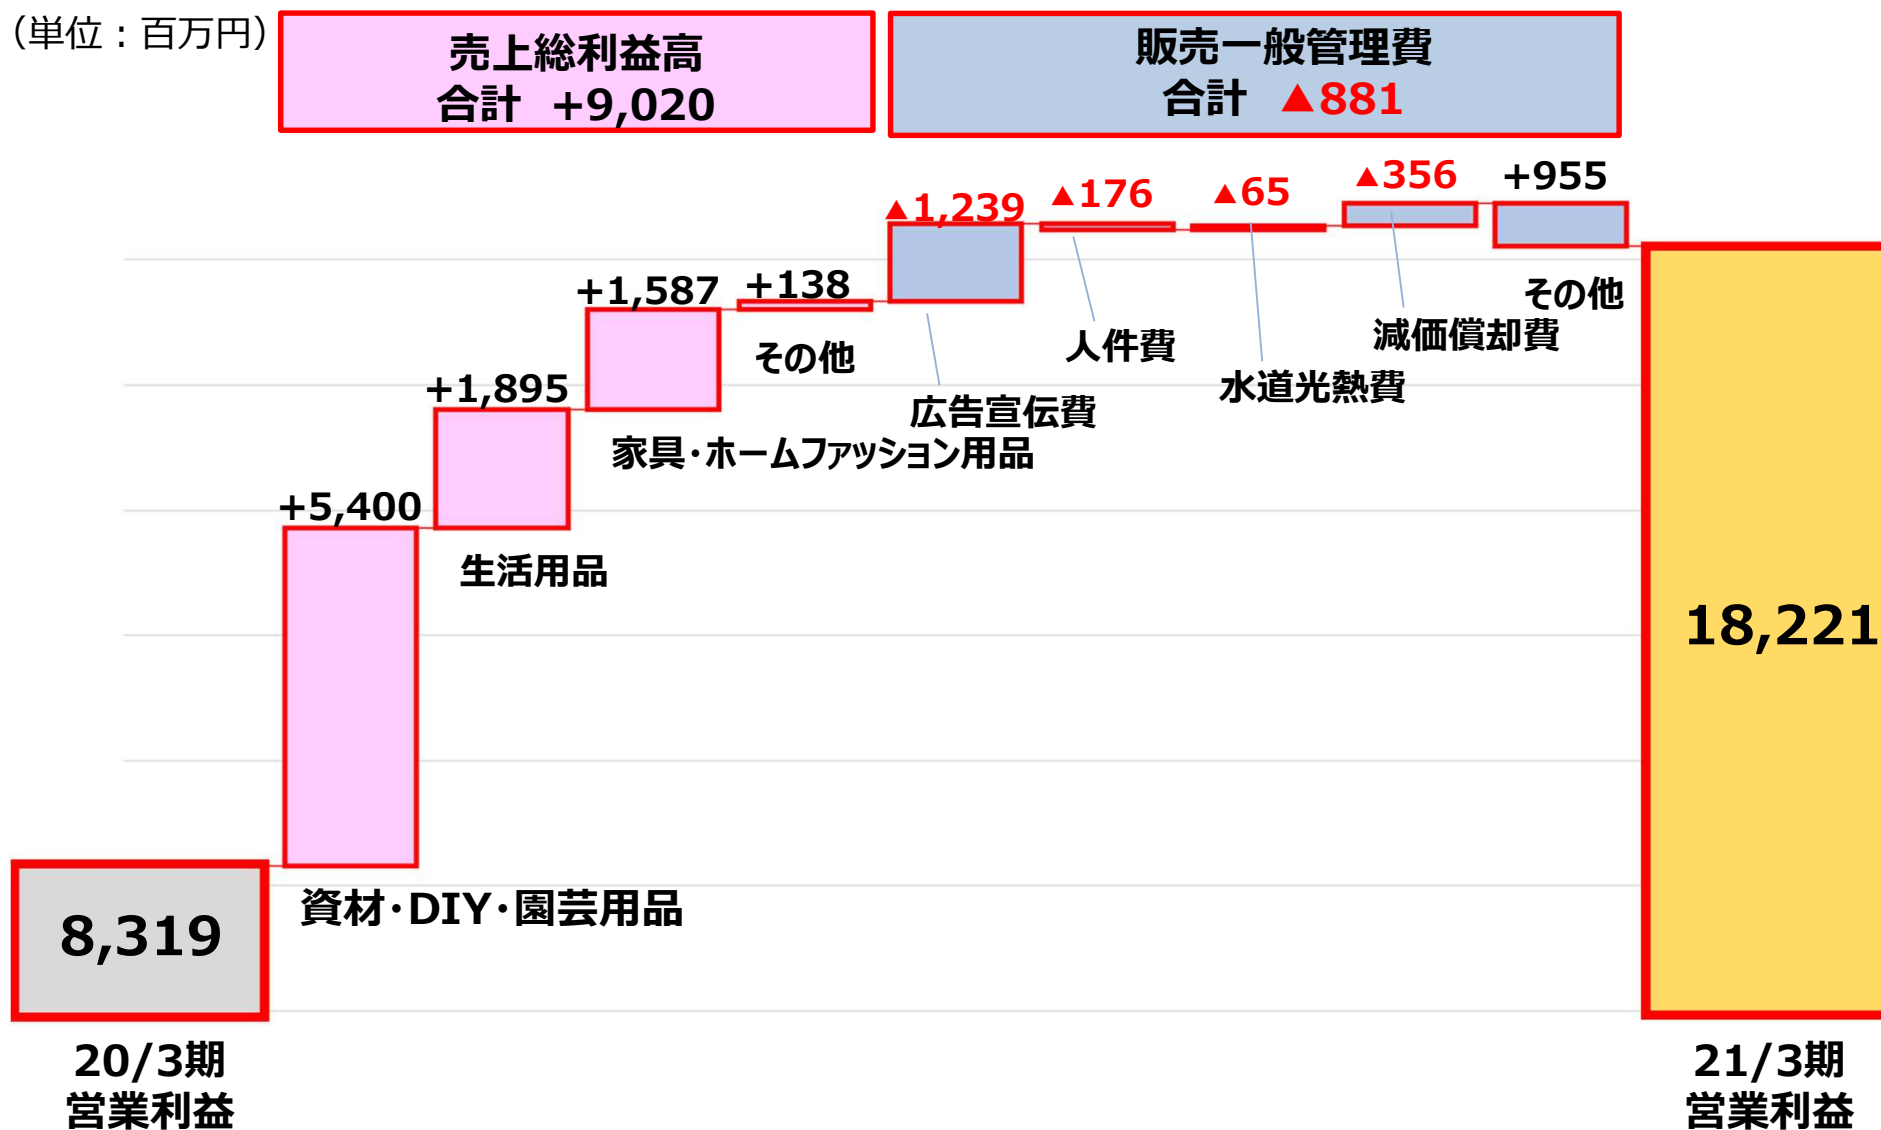 (単位：百万円)
売上総利益高
合計 +9,020
販売一般管理費
合計 ▲881
▲1,239
▲176
▲65
▲356
+955
+1,587
+138
その他
その他
人件費
減価償却費
水道光熱費
広告宣伝費
+1,895
家具・ホームファッション用品
+5,400
生活用品
18,221
資材・DIY・園芸用品
8,319
20/3期
営業利益
21/3期
営業利益